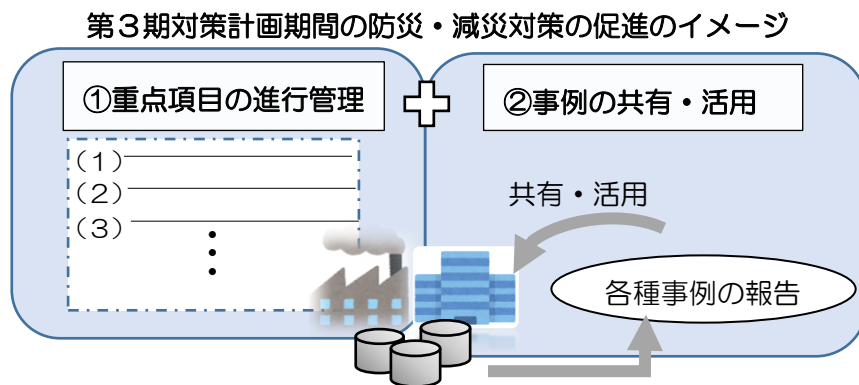 第３期対策計画期間の防災・減災対策の促進のイメージ
①重点項目の進行管理
②事例の共有・活用
（１）
（２）
（３）
共有・活用
各種事例の報告